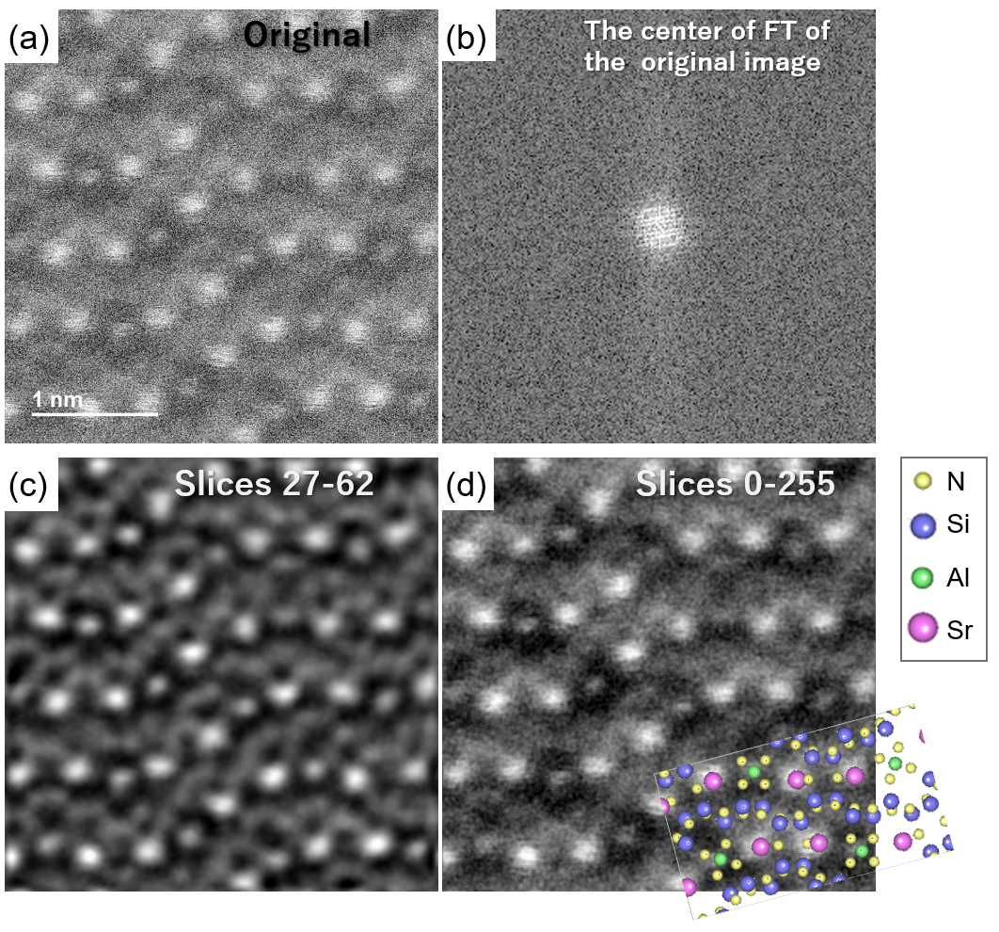 (a)
Original
1 nm
(b)
The center of FT of
the original image
(c)
Slices 27-62
(d)
Slices 0-255
N
Si
Al
Sr